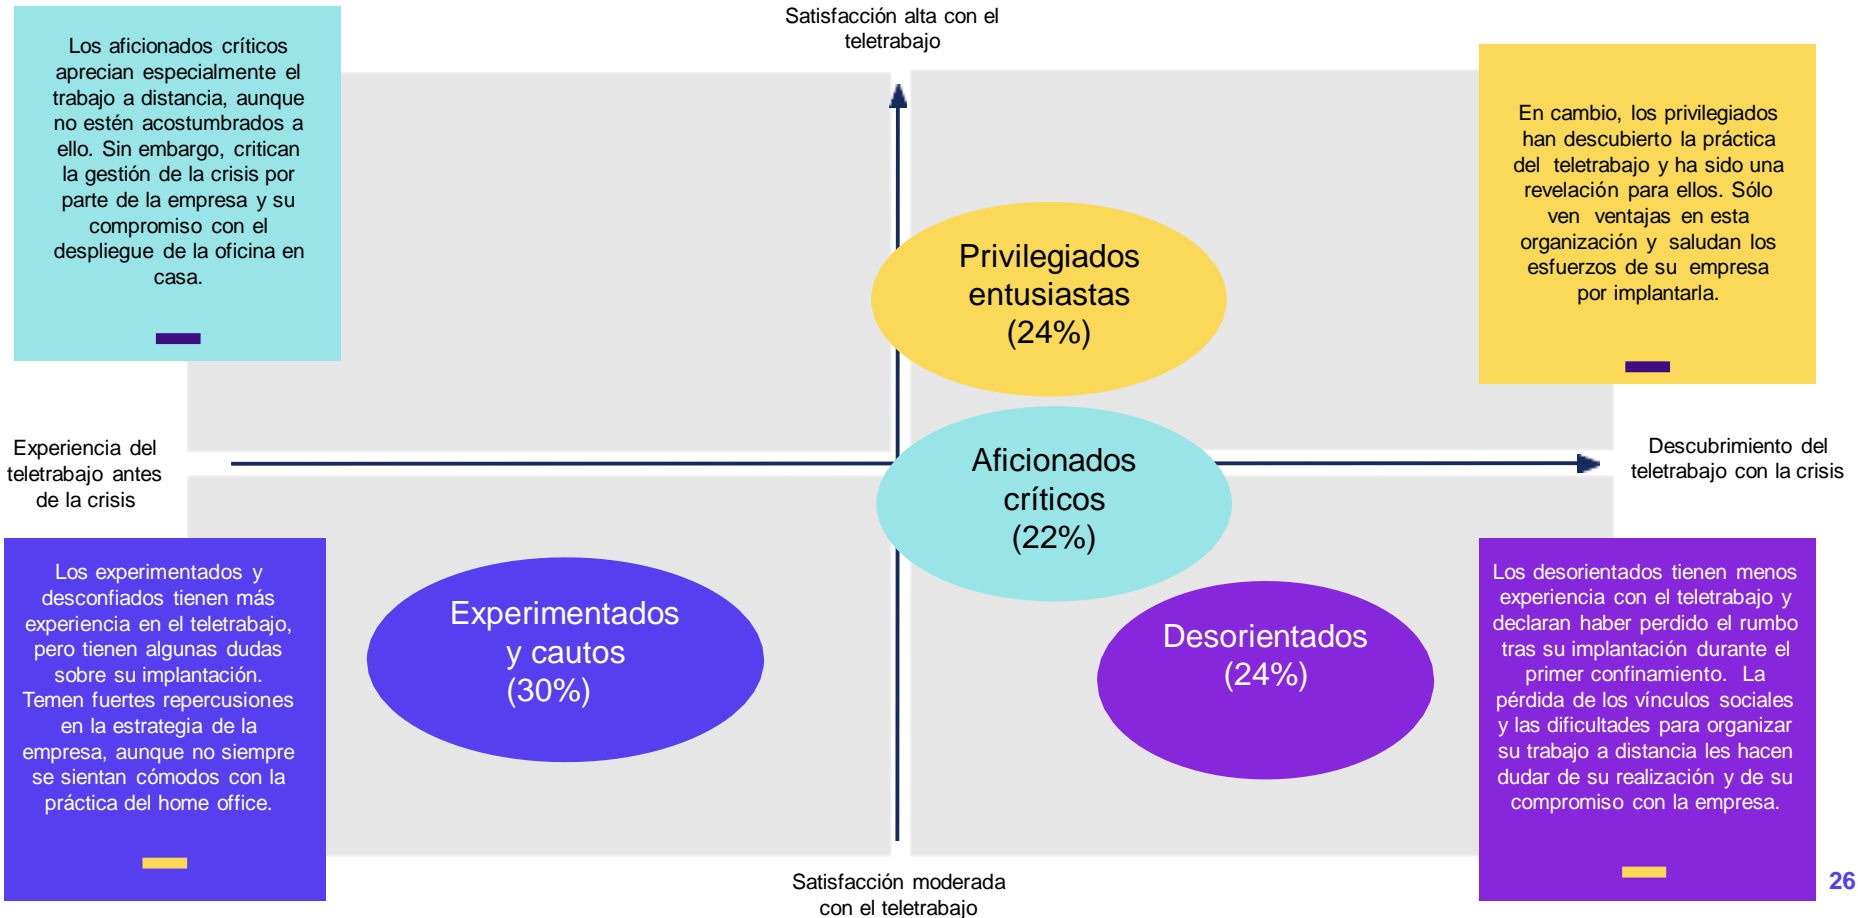 Satisfacción alta con el
teletrabajo
Los aficionados críticos
aprecian especialmente el
trabajo a distancia, aunque
no estén acostumbrados a
ello. Sin embargo, critican
la gestión de la crisis por
parte de la empresa y su
compromiso con el
despliegue de la oficina en
casa.
En cambio, los privilegiados
han descubierto la práctica
del teletrabajo y ha sido una
revelación para ellos. Sólo
ven ventajas en esta
organización y saludan los
esfuerzos de su empresa
por implantarla.
Privilegiados
entusiastas
(24%)
Experiencia del
teletrabajo antes
de la crisis
Aficionados
críticos
(22%)
Descubrimiento del
teletrabajo con la crisis
Los experimentados y
desconfiados tienen más
experiencia en el teletrabajo,
pero tienen algunas dudas
sobre su implantación.
Temen fuertes repercusiones
en la estrategia de la
empresa, aunque no siempre
se sientan cómodos con la
práctica del home office.
Experimentados
y cautos
(30%)
Desorientados
(24%)
Los desorientados tienen menos
experiencia con el teletrabajo y
declaran haber perdido el rumbo
tras su implantación durante el
primer confinamiento. La
pérdida de los vínculos sociales
y las dificultades para organizar
su trabajo a distancia les hacen
dudar de su realización y de su
compromiso con la empresa.
Satisfacción moderada
con el teletrabajo
26